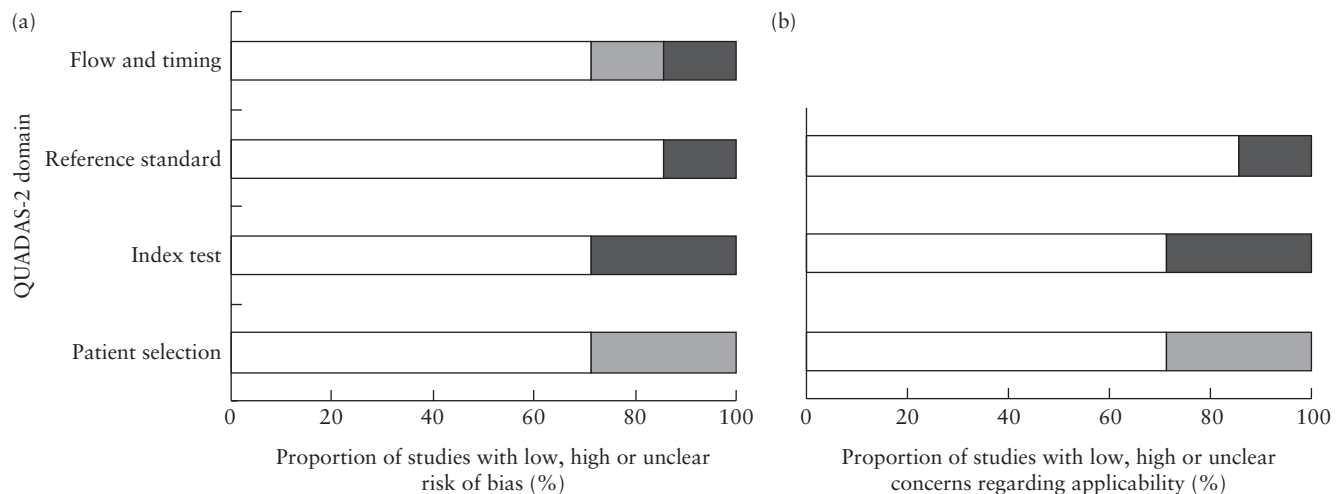 (a)
QUADAS-2 domain
Flow and timing
Reference standard
Index test
Patient selection
0 20 40 60 80 100
Proportion of studies with low, high or unclear
risk of bias (%)
(b)
0 20 40 60 80 100
Proportion of studies with low, high or unclear
concerns regarding applicability (%)